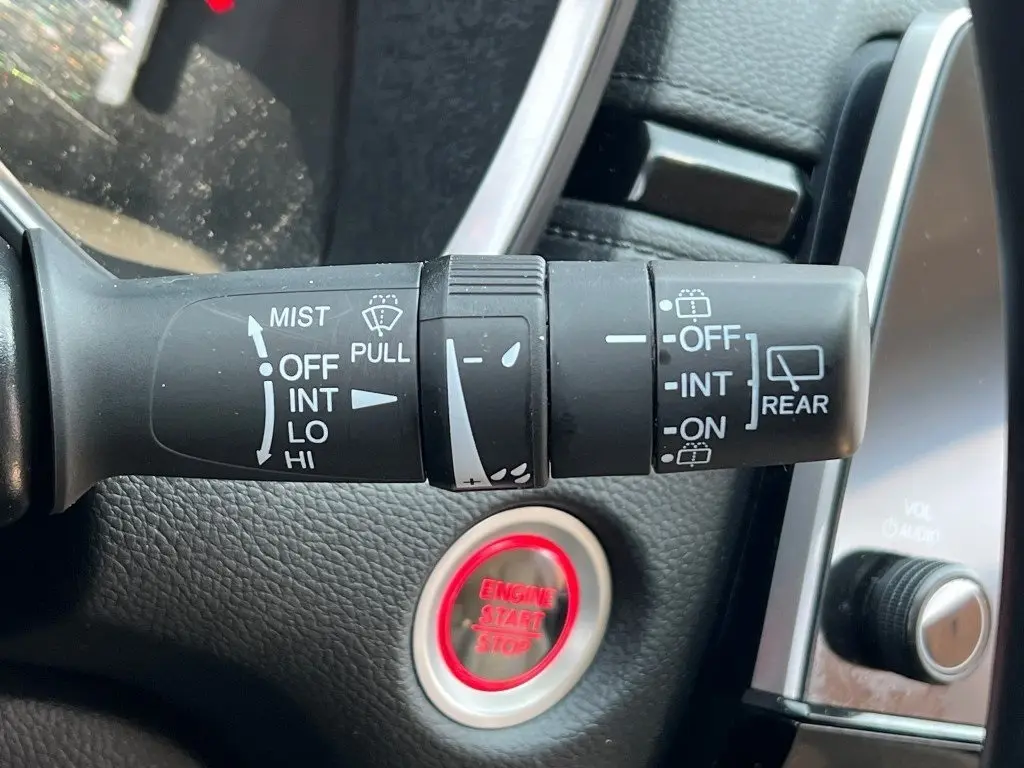 MIST
PULL
OFF
INT
LO
HI
-
+
OFF
INT
ON
REAR
ENGINE
START
STOP
VOL
AUDIO